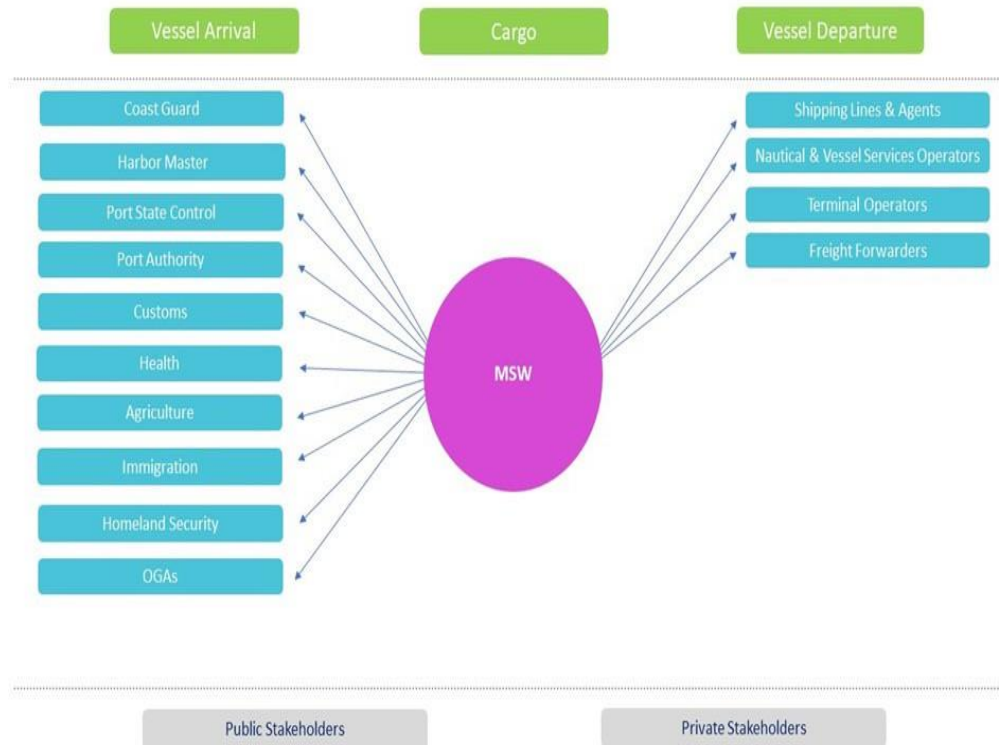 Vessel Arrival
Cargo
Vessel Departure
Coast Guard
Harbor Master
Port State Control
Port Authority
Customs
Health
Agriculture
Immigration
Homeland Security
OGAs
MSW
Shipping Lines & Agents
Nautical & Vessel Services Operators
Terminal Operators
Freight Forwarders
Public Stakeholders
Private Stakeholders